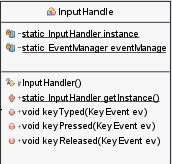 InputHandle
-static InputHandler instance
-static EventManager eventManage
#InputHandler()
-static InputHandler getInstance()
+void keyTyped(KeyEvent ev)
+void keyPressed(KeyEvent ev)
+void keyReleased(KeyEvent ev)